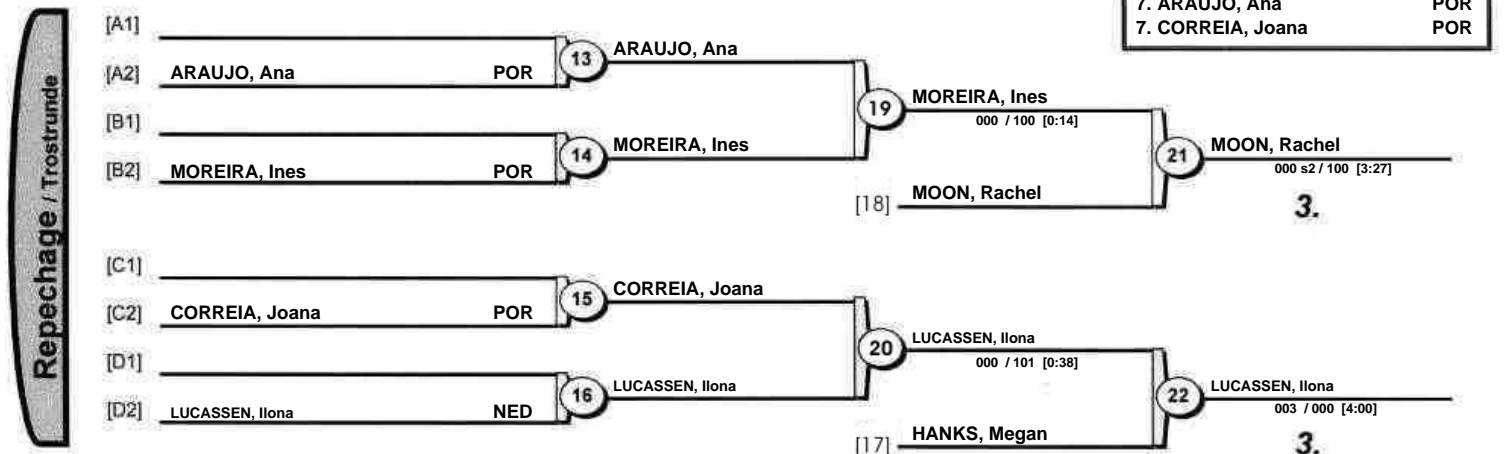 7. ARAUJO, Ana POR
7. CORREIA, Joana POR
Repechage / Trostrunde
[A1]
[A2] ARAUJO, Ana POR
13 ARAUJO, Ana
[B1]
[B2] MOREIRA, Ines POR
14 MOREIRA, Ines
19 MOREIRA, Ines
000 / 100 [0:14]
[18] MOON, Rachel
21 MOON, Rachel
000 s2 / 100 [3:27]
3.
[C1]
[C2] CORREIA, Joana POR
15 CORREIA, Joana
[D1]
[D2] LUCASSEN, Ilona NED
16 LUCASSEN, Ilona
20 LUCASSEN, Ilona
000 / 101 [0:38]
[17] HANKS, Megan
22 LUCASSEN, Ilona
003 / 000 [4:00]
3.